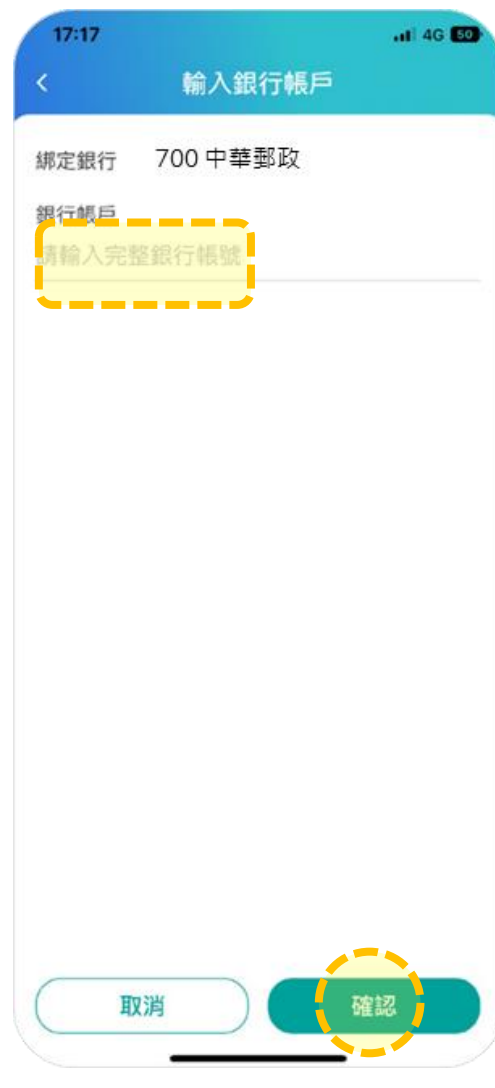 17:17 4G 50
輸入銀行帳戶
綁定銀行 700 中華郵政
銀行帳戶
請輸入完整銀行帳號
取消 確認